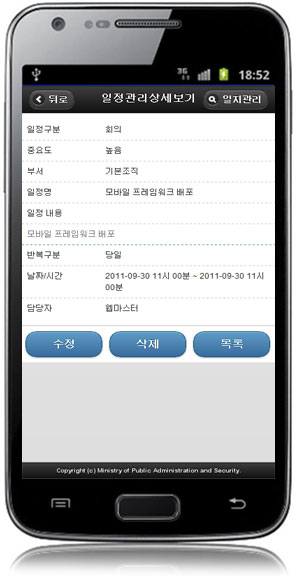 3G 18:52
뒤로 일정관리상세보기 일지관리
일정구분 회의
중요도 높음
부서 기본조직
일정명 모바일 프레임워크 배포
일정 내용
모바일 프레임워크 배포
반복구분 당일
날짜/시간 2011-09-30 11시 00분 ~ 2011-09-30 11시
00분
담당자 웹마스터
수정 삭제 목록
Copyright (c) Ministry of Public Administration and Security.